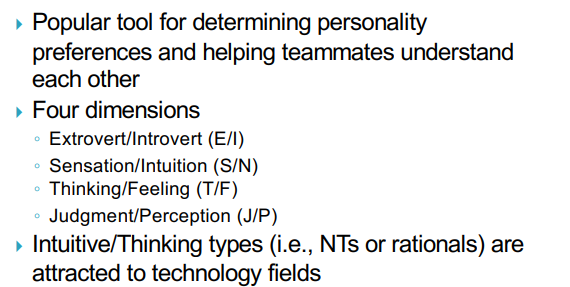 Popular tool for determining personality
preferences and helping teammates understand
each other
Four dimensions
Extrovert/Introvert (E/I)
Sensation/Intuition (S/N)
Thinking/Feeling (T/F)
Judgment/Perception (J/P)
Intuitive/Thinking types (i.e., NTs or rationals) are
attracted to technology fields